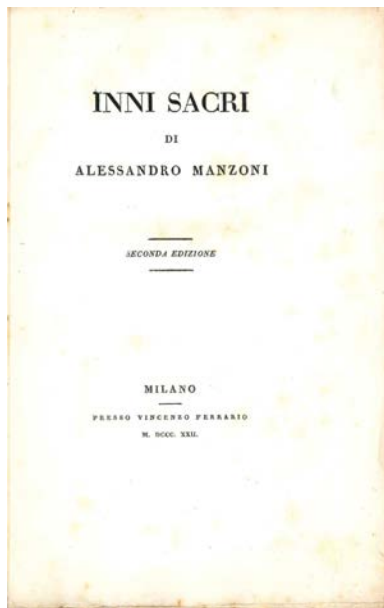 INNI SACRI
DI
ALESSANDRO MANZONI
SECONDA EDIZIONE
MILANO
PRESSO VINCENZO FERRARIO
M. DCCC. XXII.